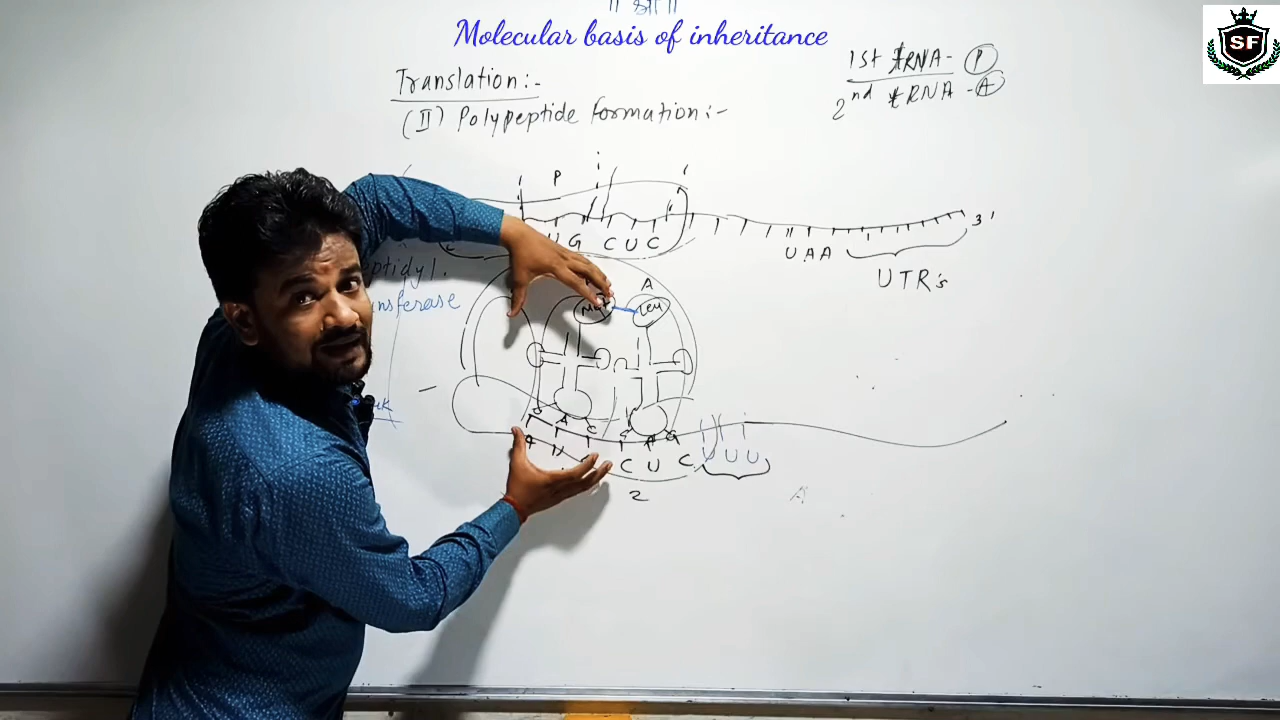 ॥ श्री ॥
Molecular basis of inheritance
SF
1st tRNA - P
2nd tRNA - A
Translation:-
(II) Polypeptide formation:-
P
U G C U C
3'
U A A
UTR's
A
Met Leu
U A C G A G
A U C U C U U U
2
A